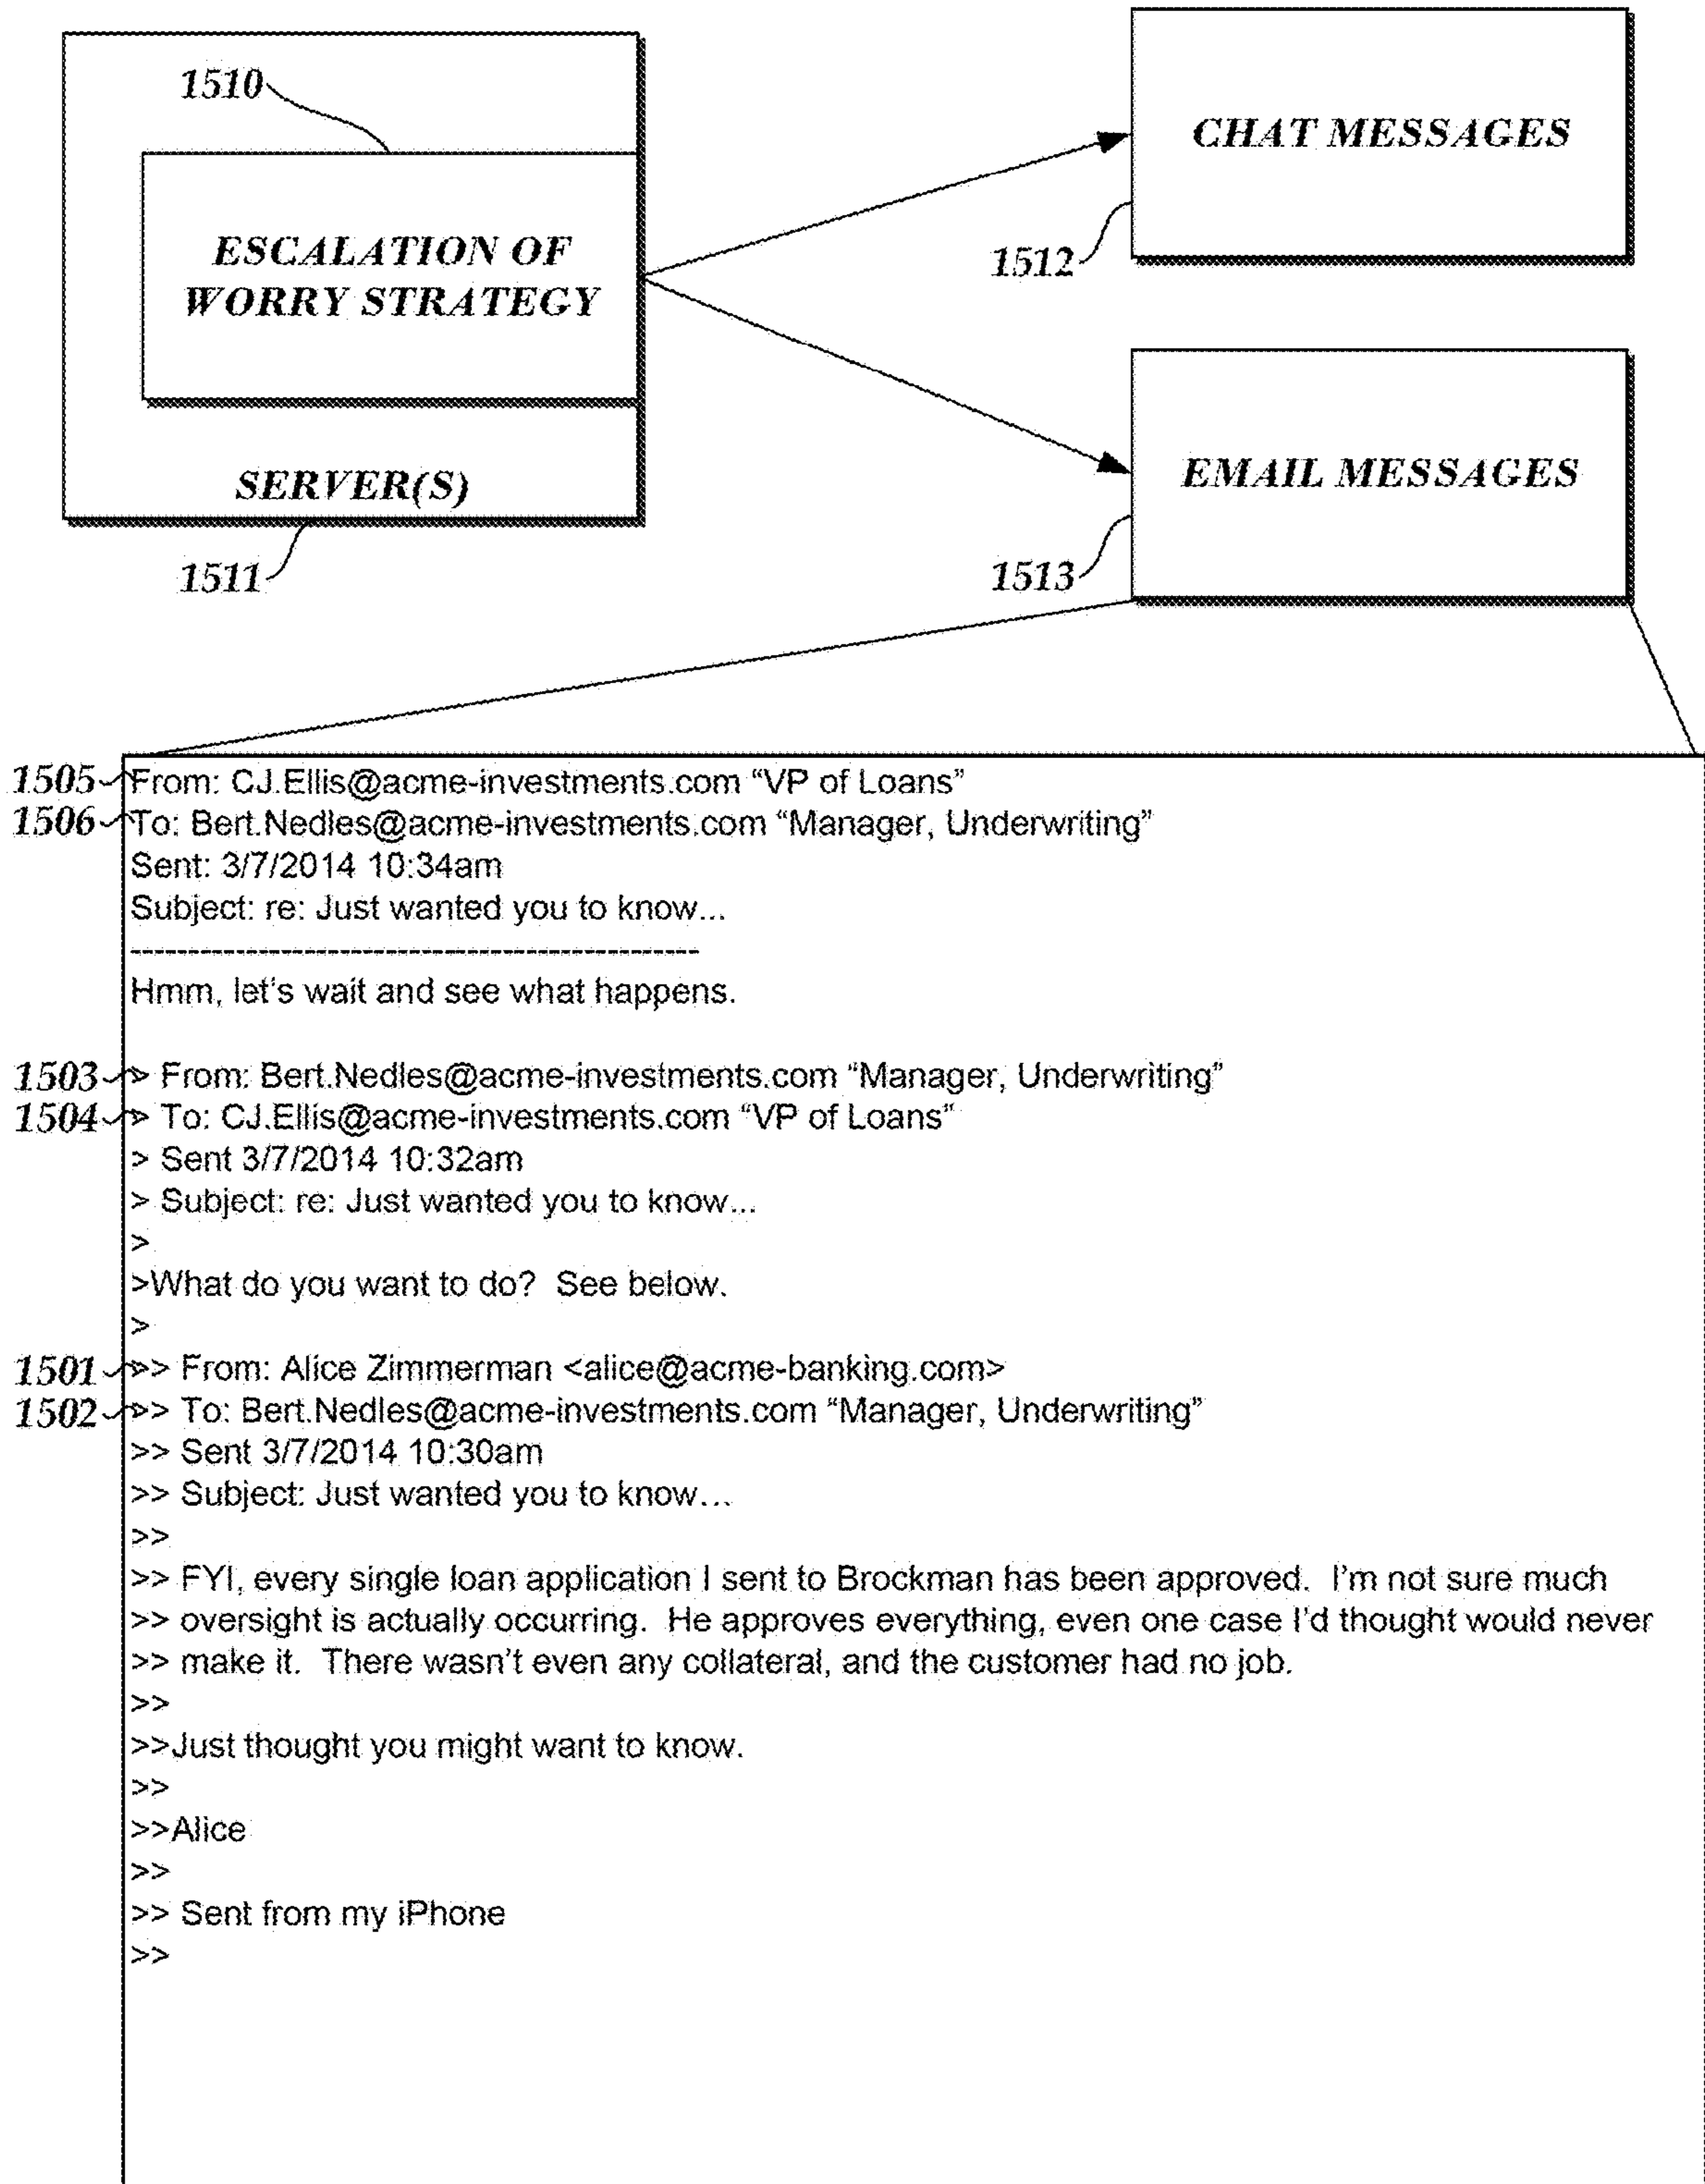 1510
ESCALATION OF
WORRY STRATEGY
SERVER(S)
1511
CHAT MESSAGES
1512
EMAIL MESSAGES
1513
1505 From: CJ.Ellis@acme-investments.com “VP of Loans”
1506 To: Bert.Nedles@acme-investments.com “Manager, Underwriting”
Sent: 3/7/2014 10:34am
Subject: re: Just wanted you to know...
------------------------------------------------
Hmm, let’s wait and see what happens.
1503 > From: Bert.Nedles@acme-investments.com “Manager, Underwriting”
1504 > To: CJ.Ellis@acme-investments.com “VP of Loans”
> Sent 3/7/2014 10:32am
> Subject: re: Just wanted you to know...
>
>What do you want to do?  See below.
>
1501 >> From: Alice Zimmerman <alice@acme-banking.com>
1502 >> To: Bert.Nedles@acme-investments.com “Manager, Underwriting”
>> Sent 3/7/2014 10:30am
>> Subject: Just wanted you to know...
>>
>> FYI, every single loan application I sent to Brockman has been approved.  I’m not sure much
>> oversight is actually occurring.  He approves everything, even one case I’d thought would never
>> make it.  There wasn’t even any collateral, and the customer had no job.
>>
>>Just thought you might want to know.
>>
>>Alice
>>
>> Sent from my iPhone
>>